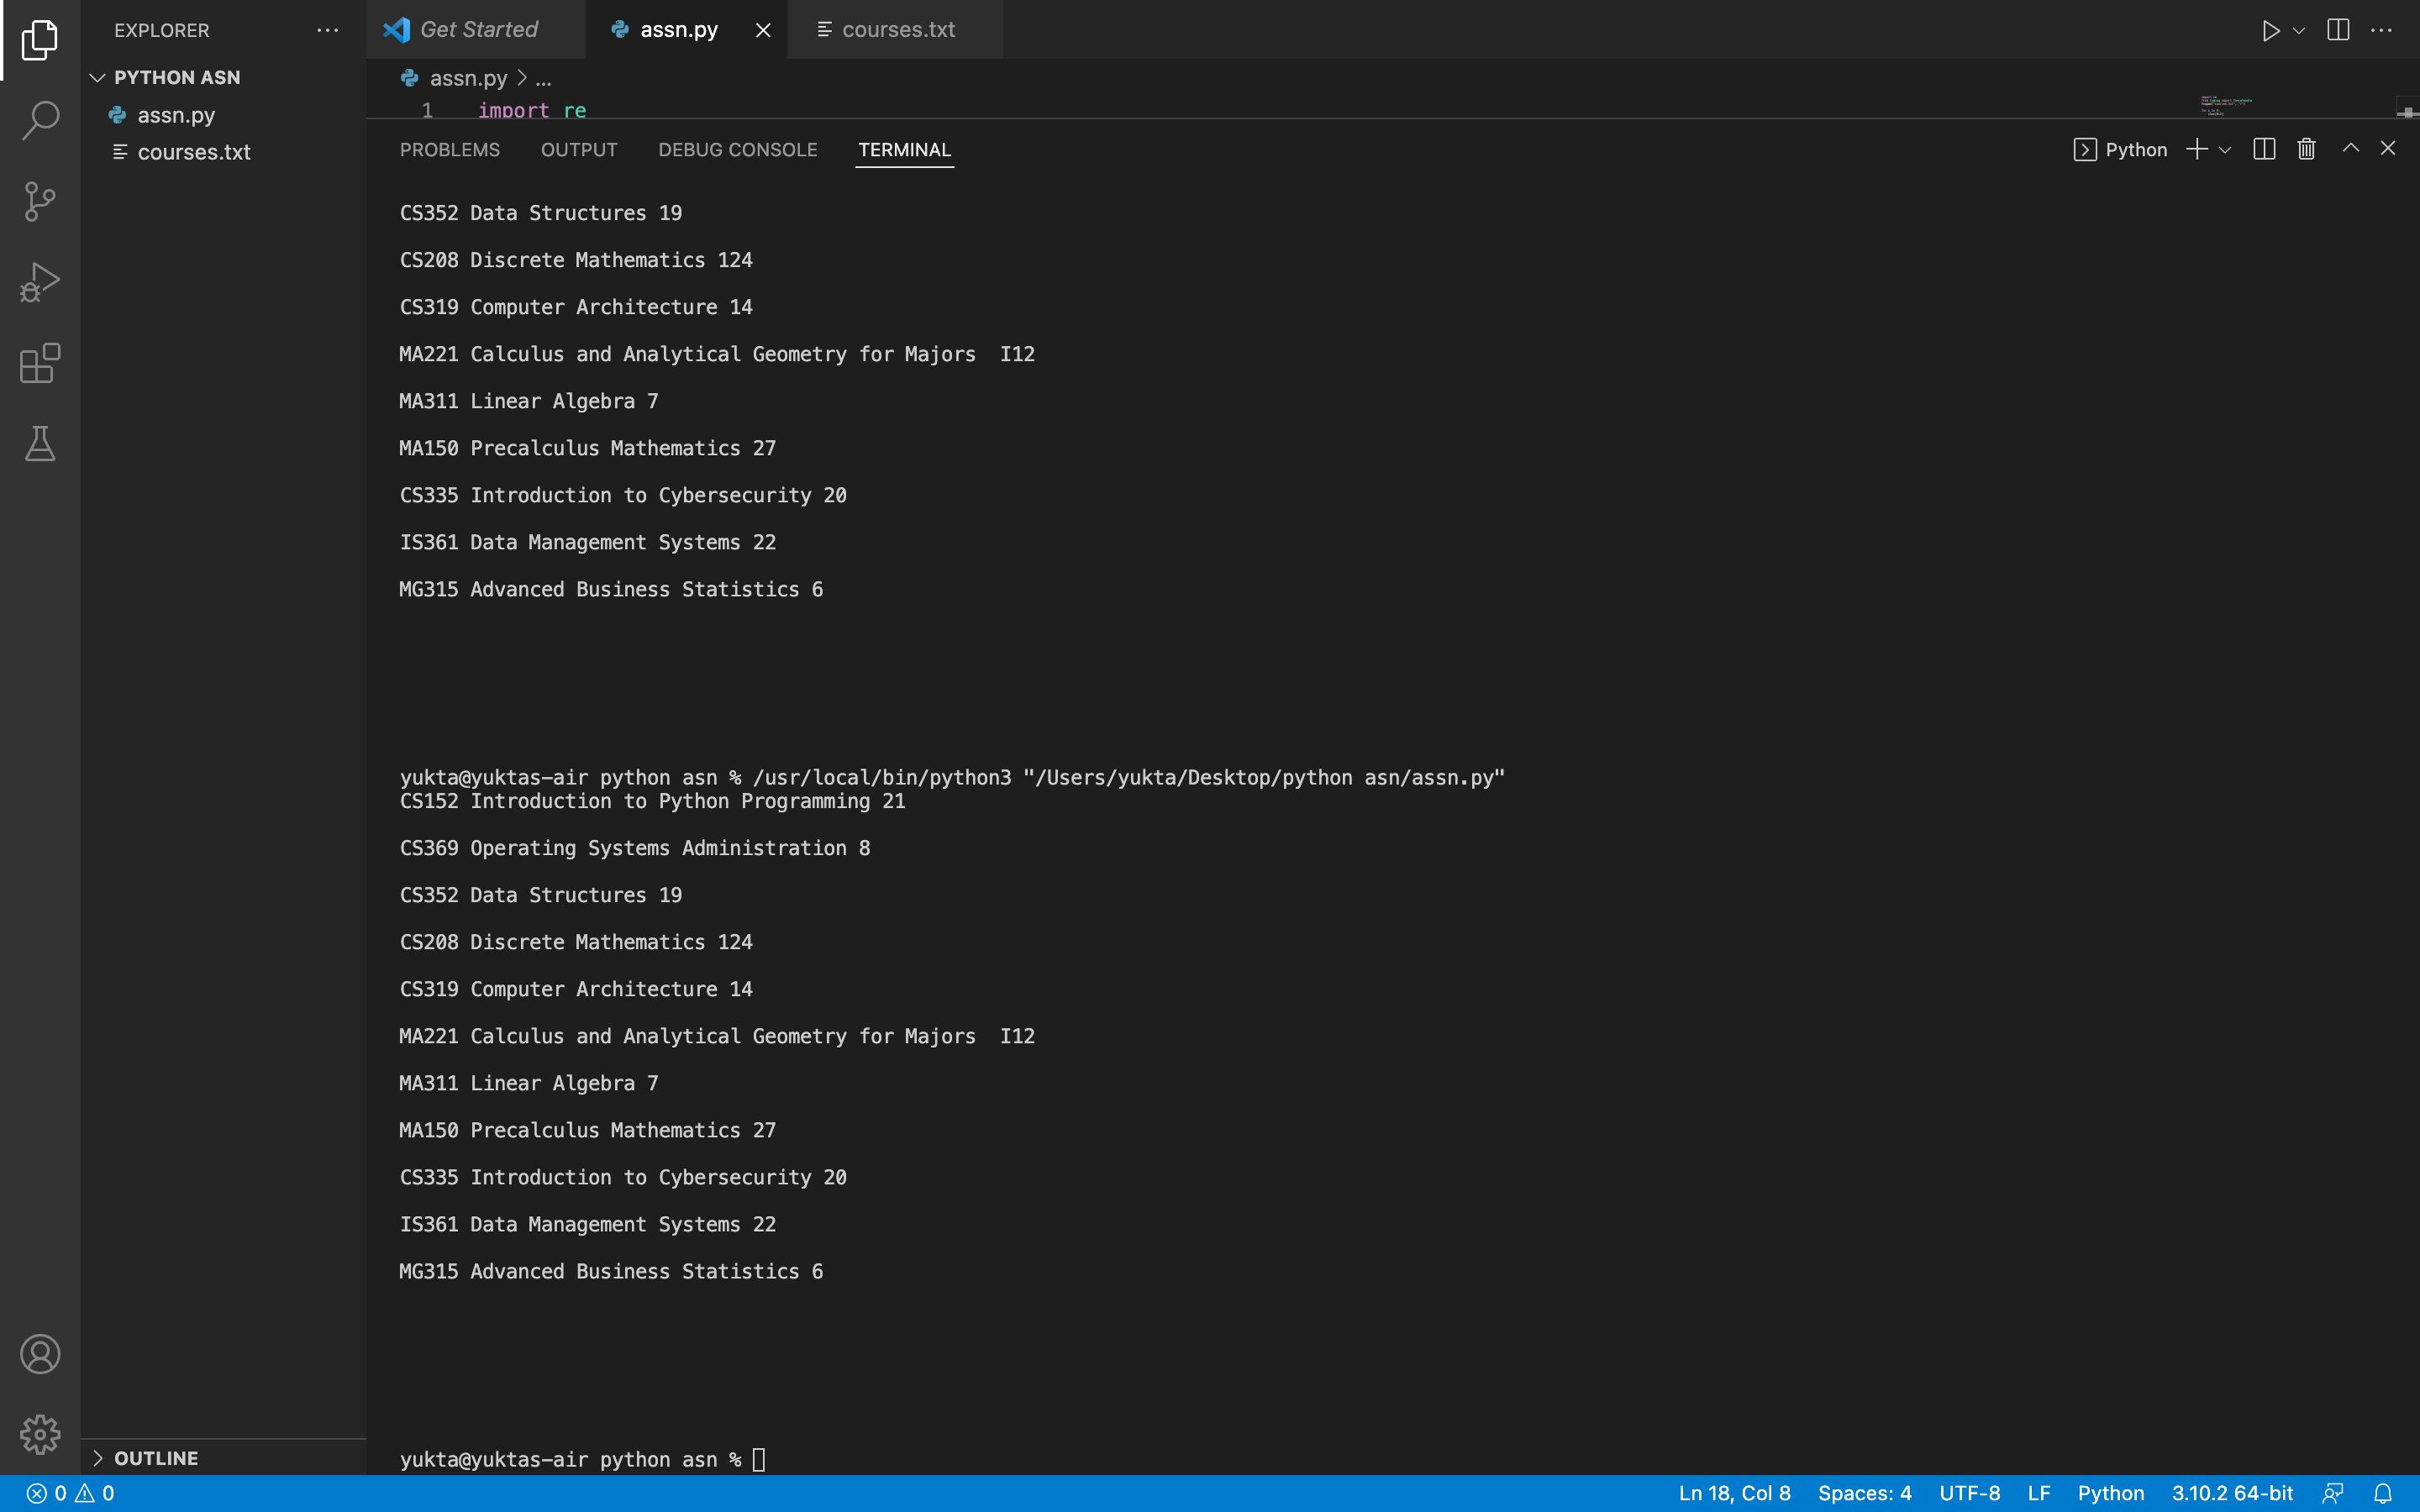 EXPLORER
PYTHON ASN
assn.py
courses.txt
OUTLINE
Get Started
assn.py
courses.txt
assn.py > ...
1 import re
PROBLEMS OUTPUT DEBUG CONSOLE TERMINAL
Python
CS352 Data Structures 19
CS208 Discrete Mathematics 124
CS319 Computer Architecture 14
MA221 Calculus and Analytical Geometry for Majors  I12
MA311 Linear Algebra 7
MA150 Precalculus Mathematics 27
CS335 Introduction to Cybersecurity 20
IS361 Data Management Systems 22
MG315 Advanced Business Statistics 6
yukta@yuktas-air python asn % /usr/local/bin/python3 "/Users/yukta/Desktop/python asn/assn.py"
CS152 Introduction to Python Programming 21
CS369 Operating Systems Administration 8
CS352 Data Structures 19
CS208 Discrete Mathematics 124
CS319 Computer Architecture 14
MA221 Calculus and Analytical Geometry for Majors  I12
MA311 Linear Algebra 7
MA150 Precalculus Mathematics 27
CS335 Introduction to Cybersecurity 20
IS361 Data Management Systems 22
MG315 Advanced Business Statistics 6
yukta@yuktas-air python asn %
0 0
Ln 18, Col 8 Spaces: 4 UTF-8 LF Python 3.10.2 64-bit